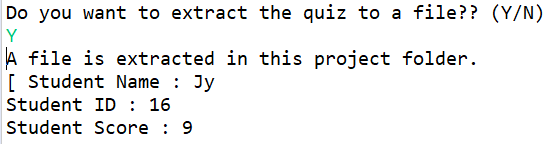 Do you want to extract the quiz to a file?? (Y/N)
Y
A file is extracted in this project folder.
[ Student Name : Jy
Student ID : 16
Student Score : 9